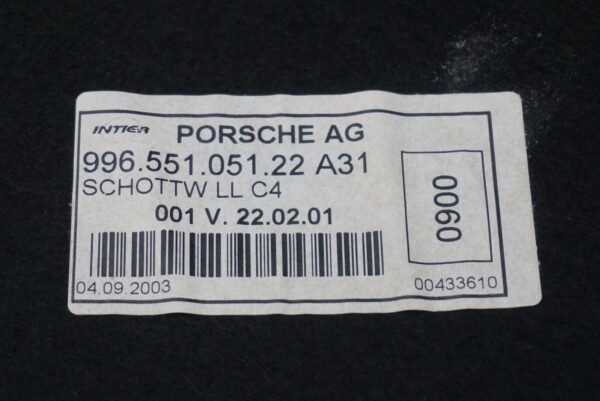 INTIER PORSCHE AG
996.551.051.22 A31
SCHOTTW LL C4
001 V. 22.02.01
0900
04.09.2003
00433610